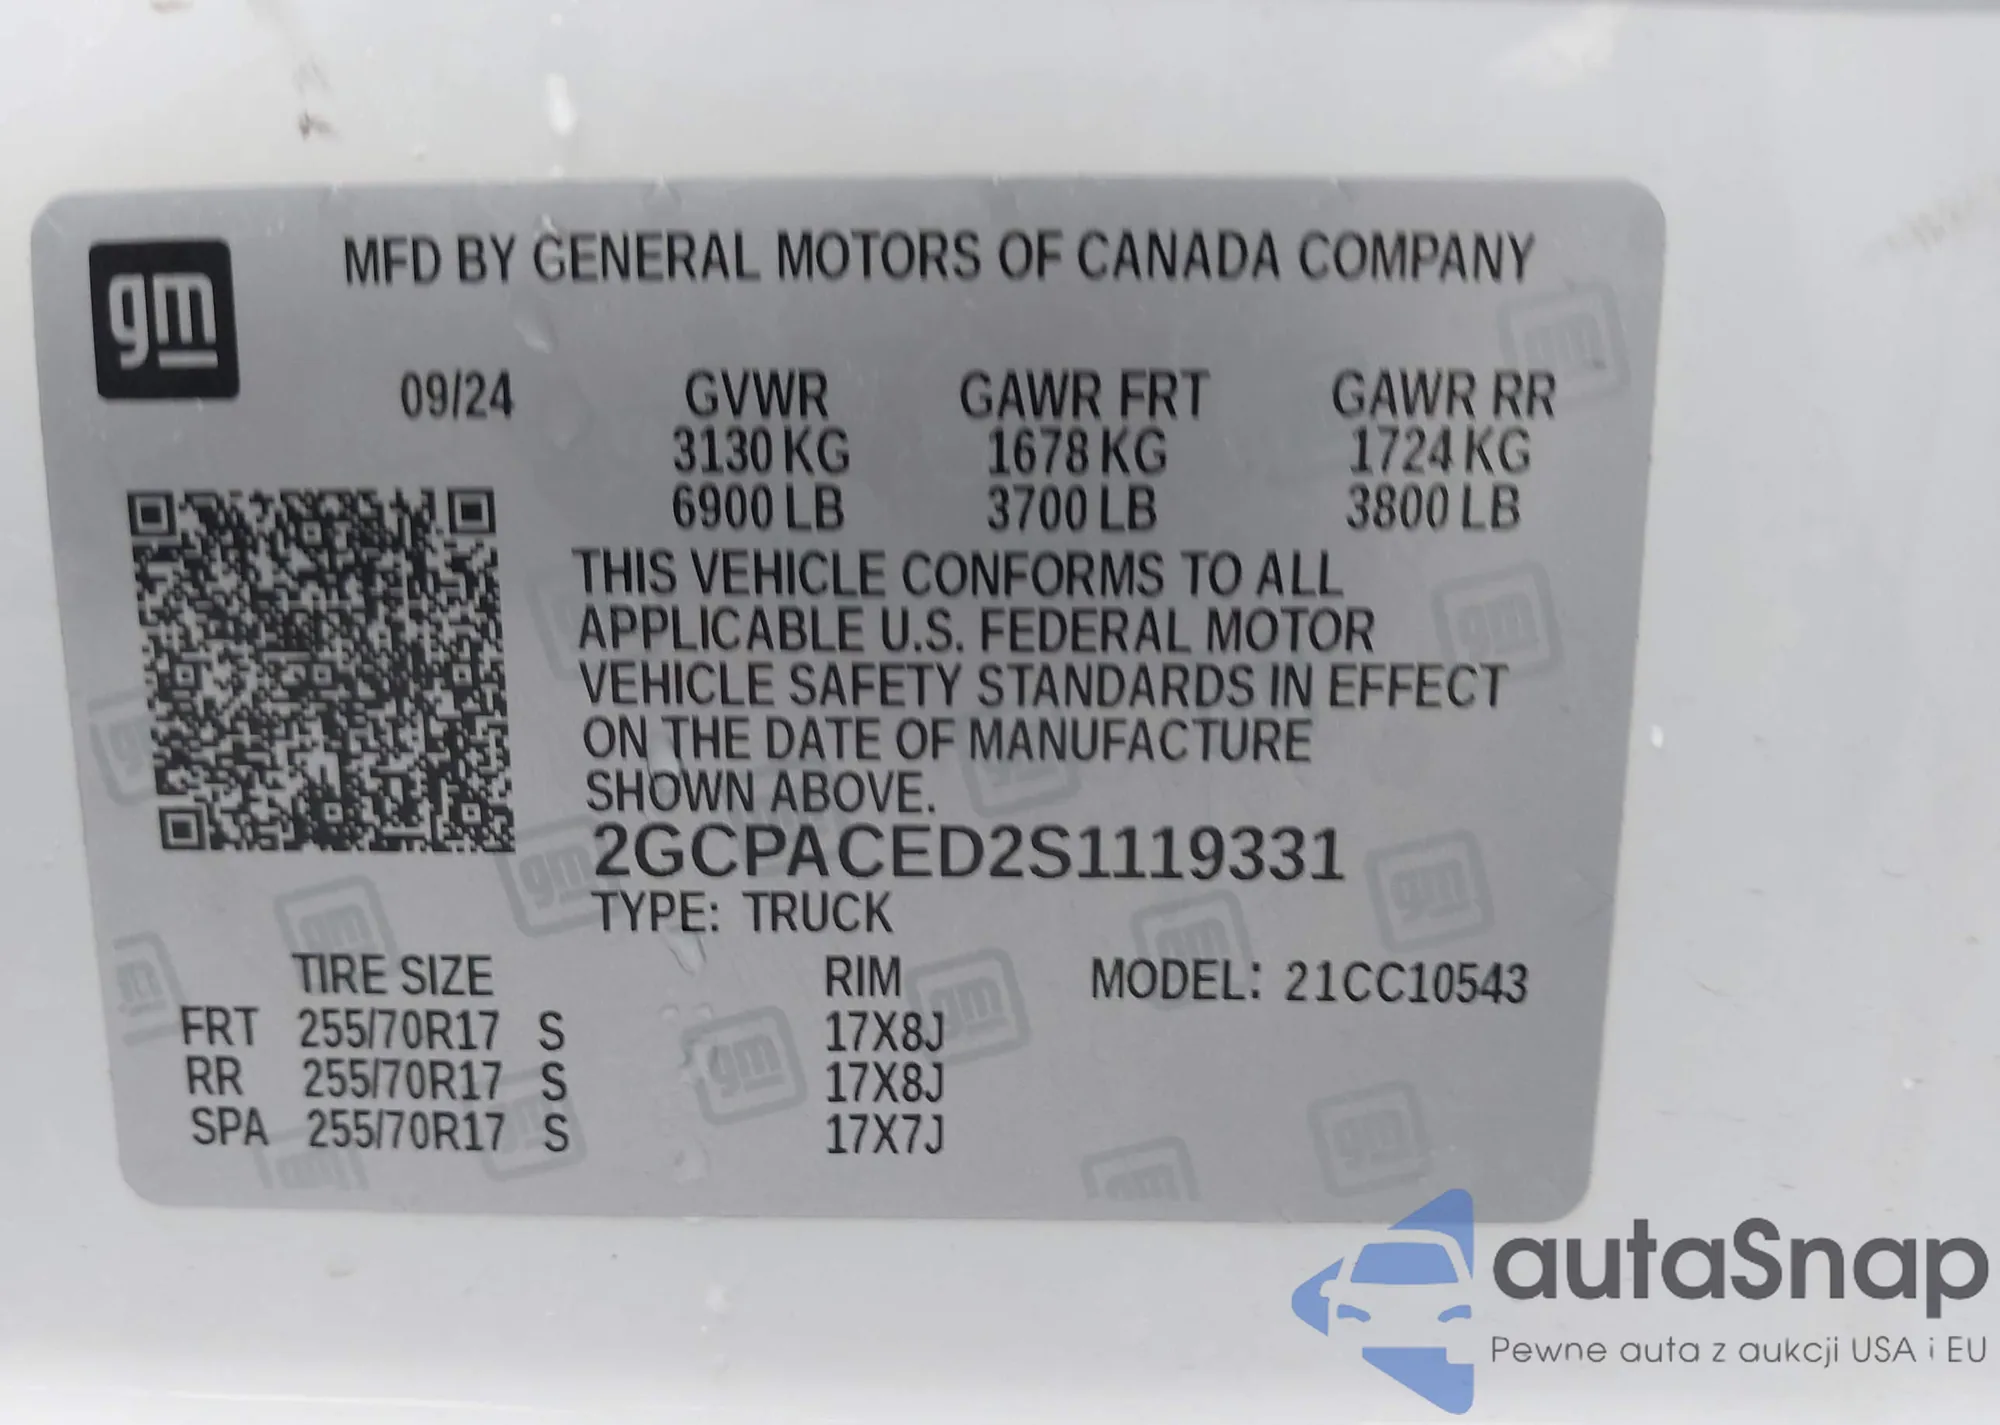 gm
MFD BY GENERAL MOTORS OF CANADA COMPANY
09/24 GVWR GAWR FRT GAWR RR
3130 KG 1678 KG 1724 KG
6900 LB 3700 LB 3800 LB
THIS VEHICLE CONFORMS TO ALL
APPLICABLE U.S. FEDERAL MOTOR
VEHICLE SAFETY STANDARDS IN EFFECT
ON THE DATE OF MANUFACTURE
SHOWN ABOVE.
2GCPACED2S1119331
TYPE: TRUCK
TIRE SIZE RIM MODEL: 21CC10543
FRT 255/70R17 S 17X8J
RR 255/70R17 S 17X8J
SPA 255/70R17 S 17X7J
autaSnap
Pewne auta z aukcji USA i EU